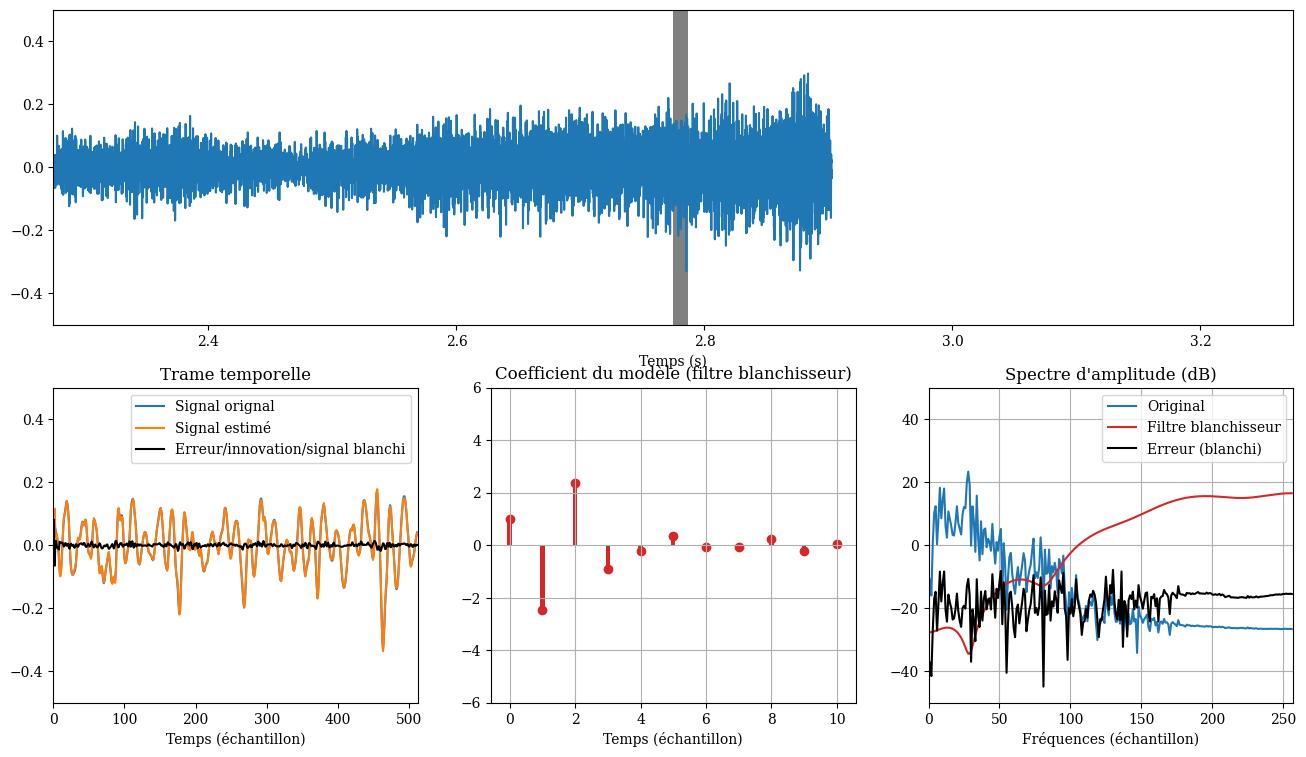 0.4
0.2
0.0
−0.2
−0.4
2.4 2.6 2.8 3.0 3.2
Temps (s)
Trame temporelle
0.4
0.2
0.0
−0.2
−0.4
Signal orignal
Signal estimé
Erreur/innovation/signal blanchi
0 100 200 300 400 500
Temps (échantillon)
Coefficient du modèle (filtre blanchisseur)
6
4
2
0
−2
−4
−6
0 2 4 6 8 10
Temps (échantillon)
Spectre d'amplitude (dB)
40
20
0
−20
−40
Original
Filtre blanchisseur
Erreur (blanchi)
0 50 100 150 200 250
Fréquences (échantillon)